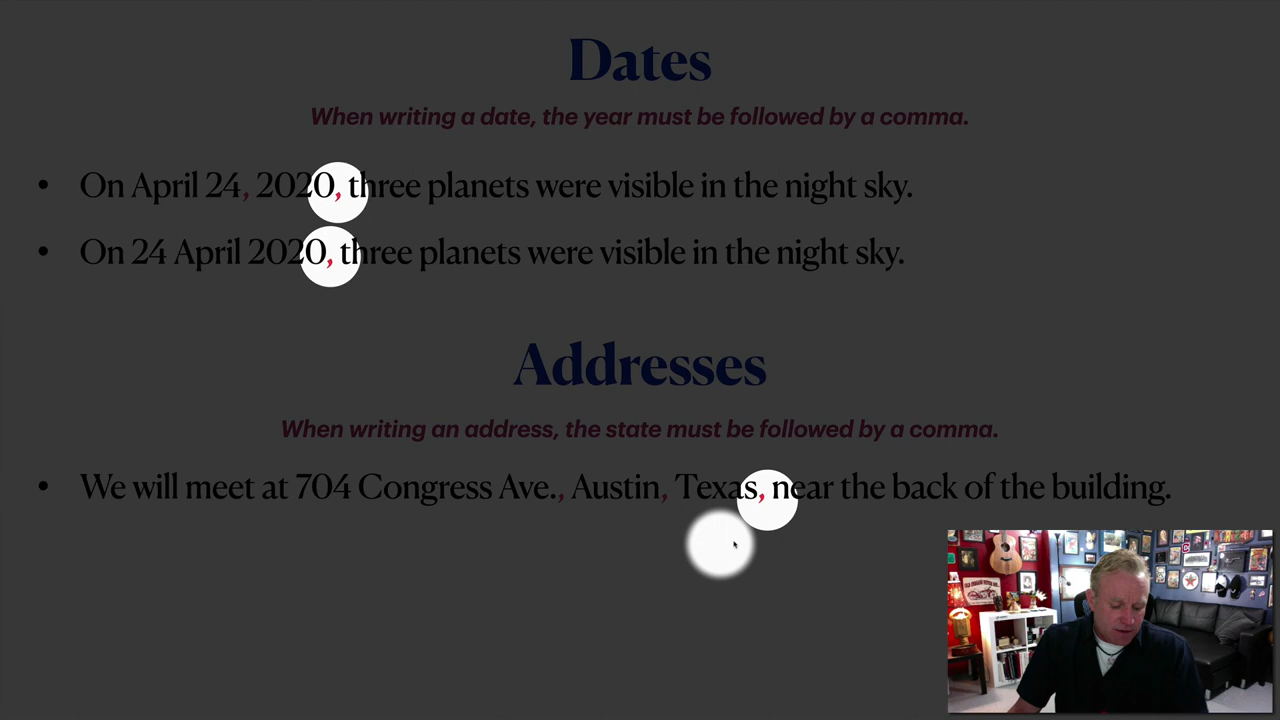 Dates
When writing a date, the year must be followed by a comma.
• On April 24, 2020, three planets were visible in the night sky.
• On 24 April 2020, three planets were visible in the night sky.
Addresses
When writing an address, the state must be followed by a comma.
• We will meet at 704 Congress Ave., Austin, Texas, near the back of the building.